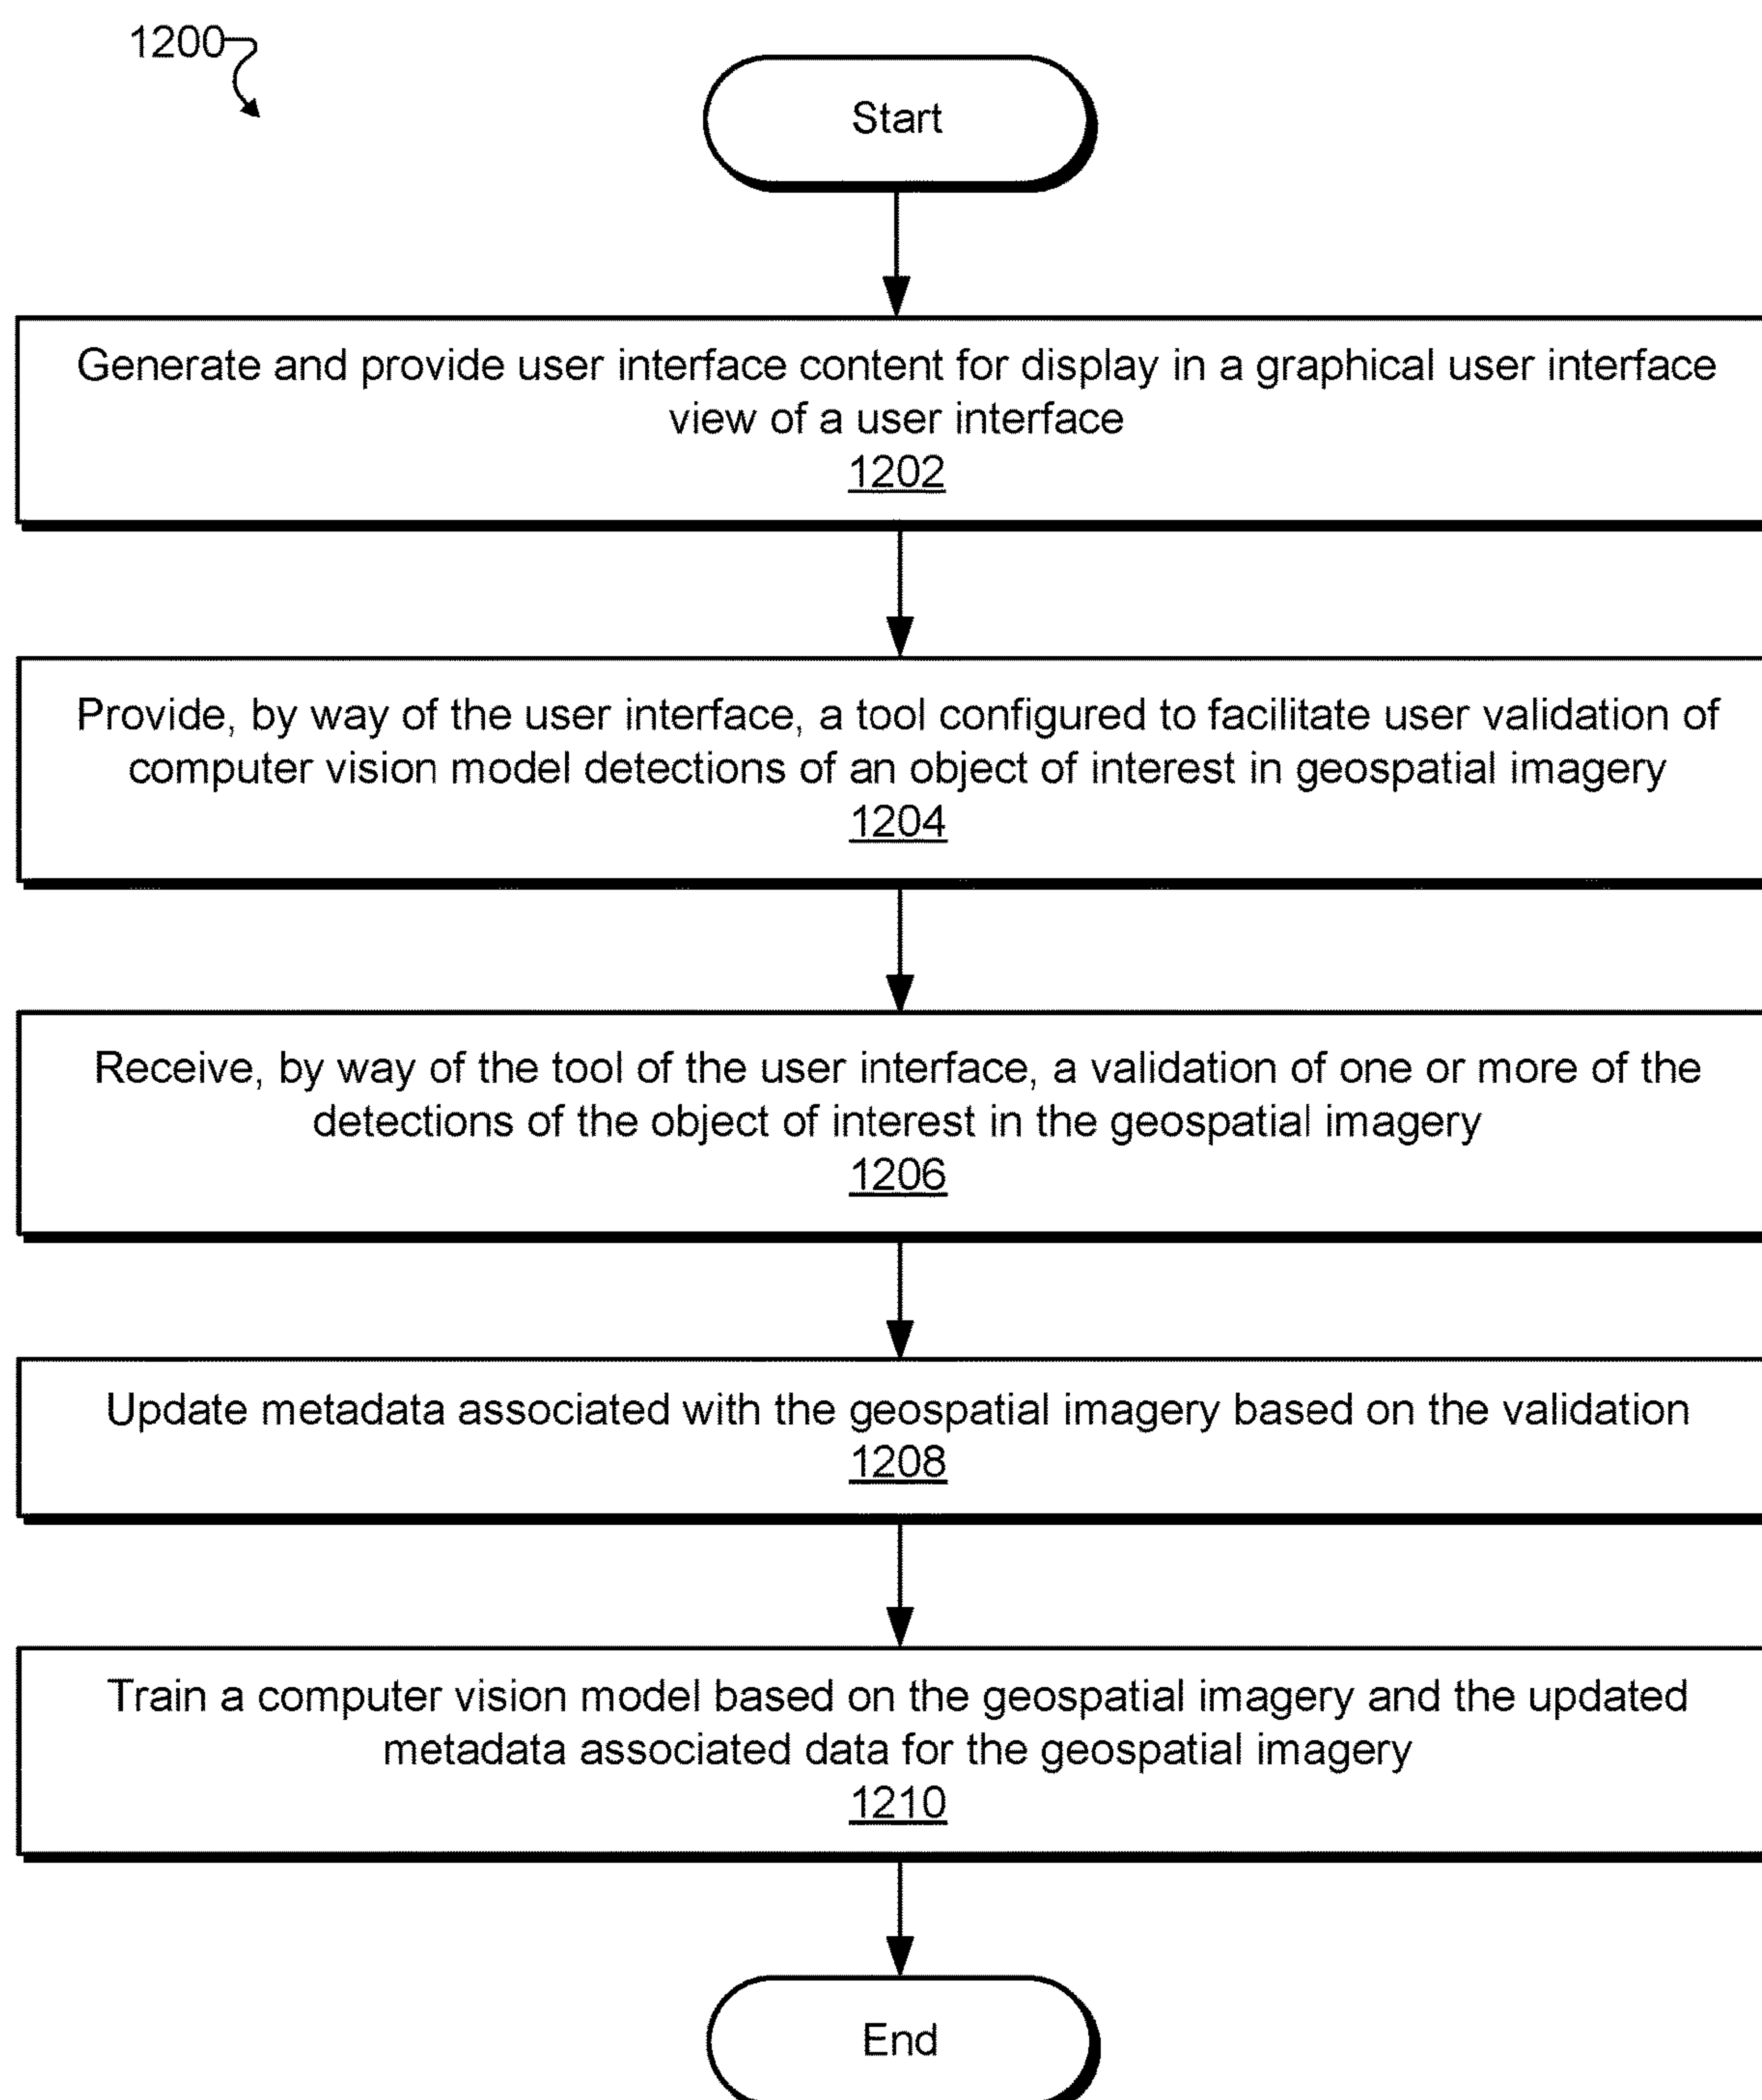 1200
Start
Generate and provide user interface content for display in a graphical user interface
view of a user interface
1202
Provide, by way of the user interface, a tool configured to facilitate user validation of
computer vision model detections of an object of interest in geospatial imagery
1204
Receive, by way of the tool of the user interface, a validation of one or more of the
detections of the object of interest in the geospatial imagery
1206
Update metadata associated with the geospatial imagery based on the validation
1208
Train a computer vision model based on the geospatial imagery and the updated
metadata associated data for the geospatial imagery
1210
End